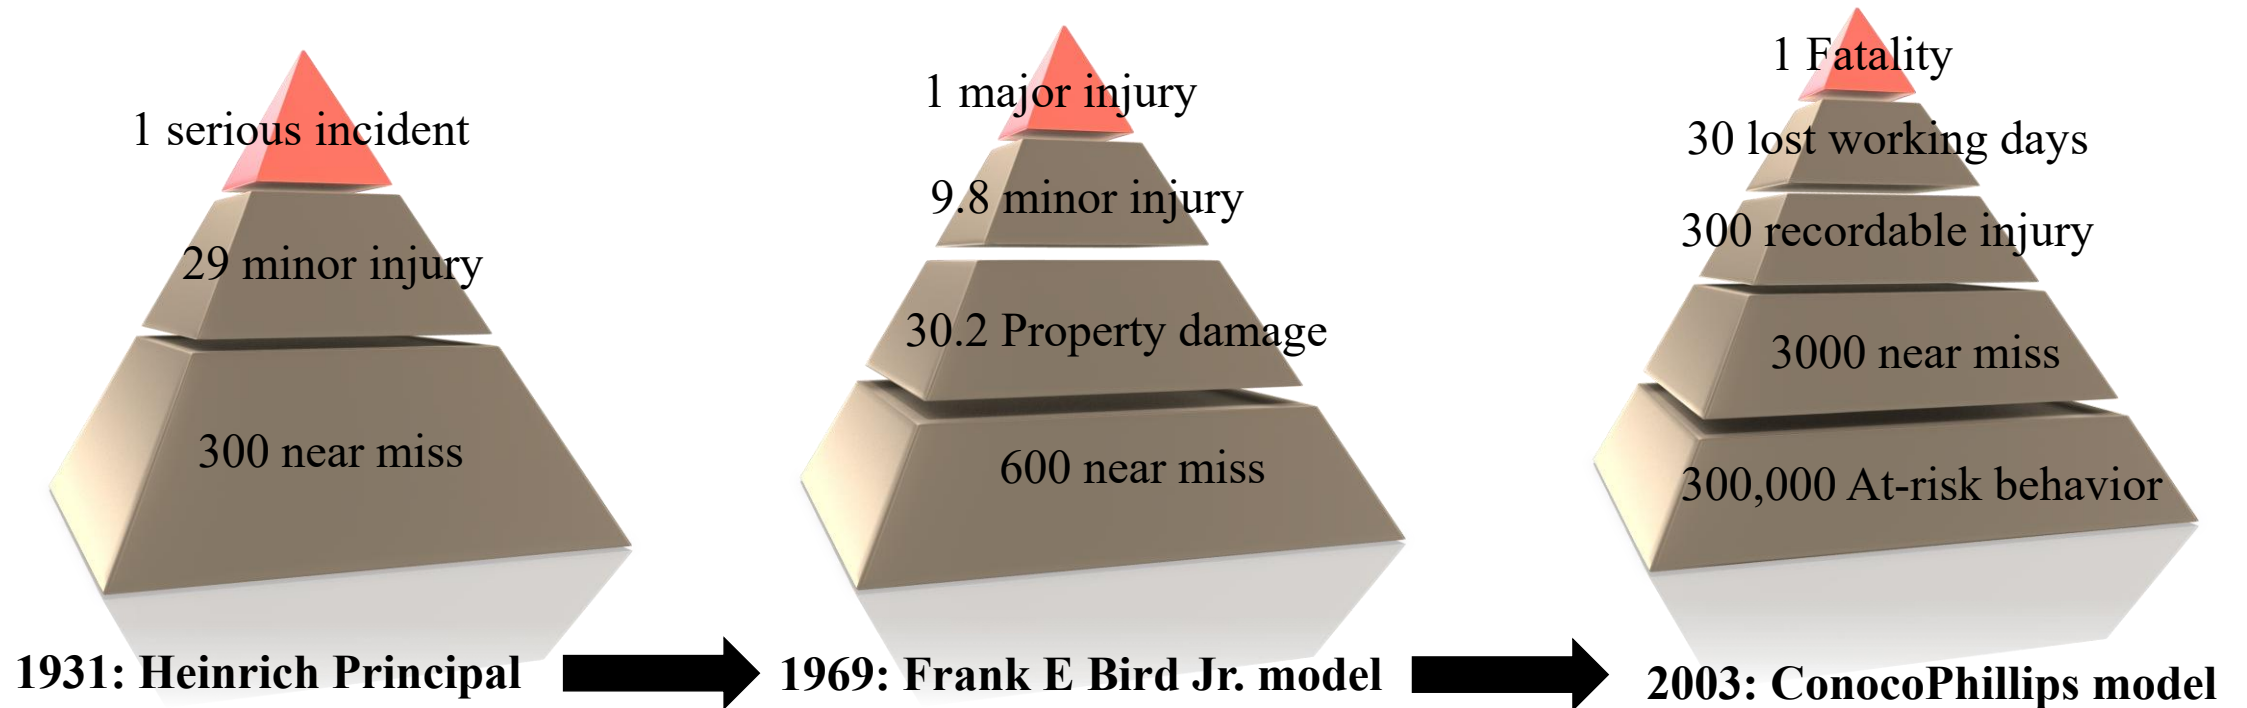 1 serious incident
29 minor injury
300 near miss
1931: Heinrich Principal
1 major injury
9.8 minor injury
30.2 Property damage
600 near miss
1969: Frank E Bird Jr. model
1 Fatality
30 lost working days
300 recordable injury
3000 near miss
300,000 At-risk behavior
2003: ConocoPhillips model